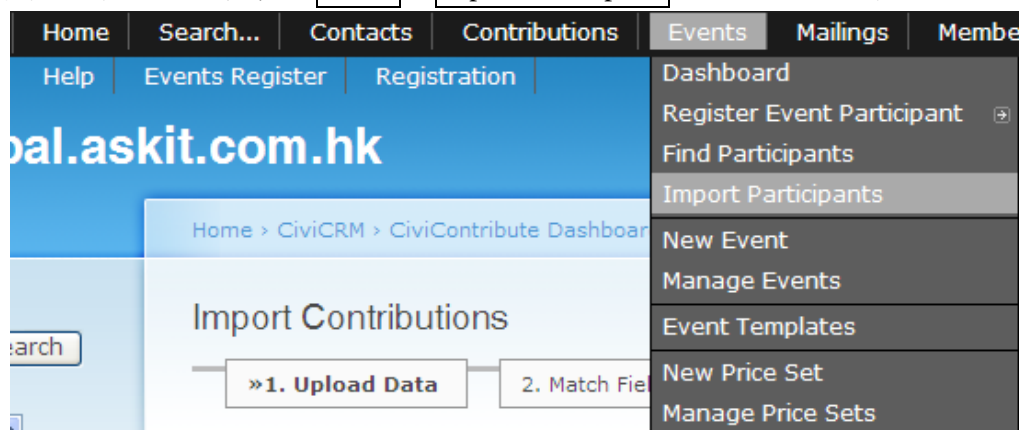 Home Search... Contacts Contributions Events Mailings Membe
Help Events Register Registration
Dashboard
Register Event Participant
pal.askit.com.hk
Find Participants
Import Participants
Home › CiviCRM › CiviContribute Dashboar
New Event
Manage Events
Import Contributions
Event Templates
earch
»1. Upload Data 2. Match Fiel
New Price Set
Manage Price Sets